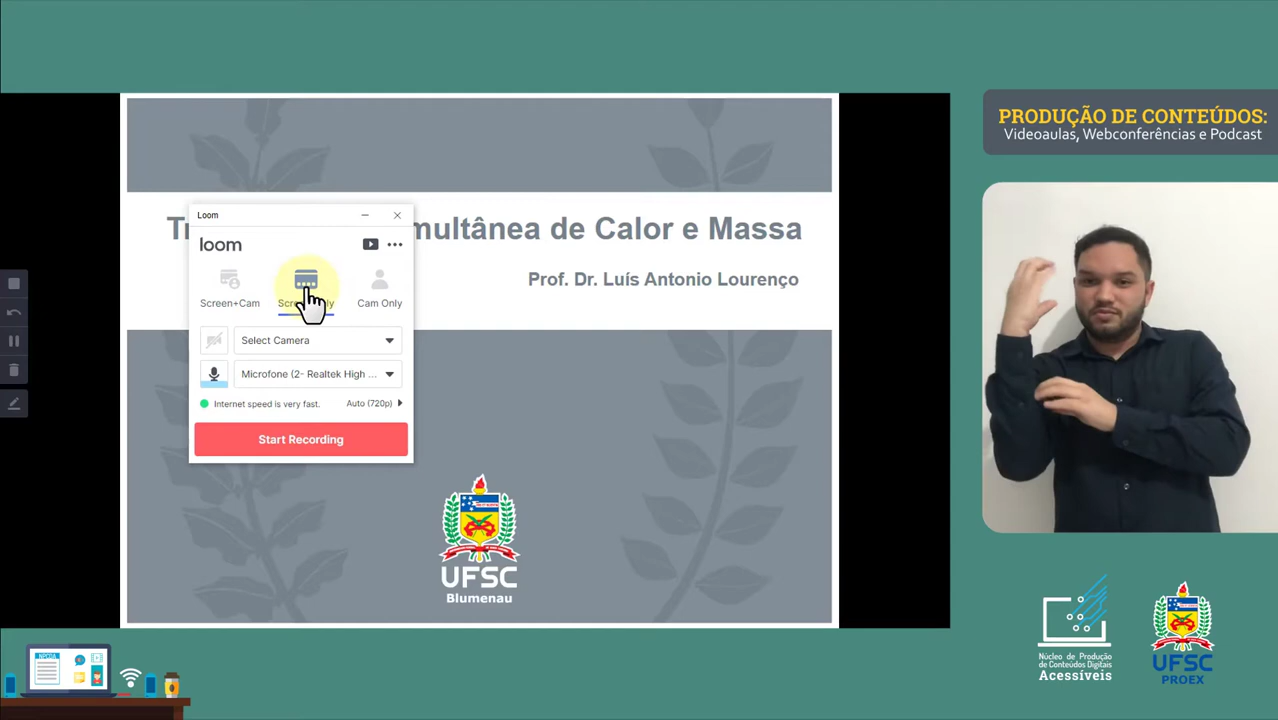 PRODUÇÃO DE CONTEÚDOS:
Videoaulas, Webconferências e Podcast
multânea de Calor e Massa
Prof. Dr. Luís Antonio Lourenço
Loom
loom
Screen+Cam
Cam Only
Select Camera
Microfone (2- Realtek High ...
Internet speed is very fast. Auto (720p)
Start Recording
UFSC
Blumenau
Núcleo de Produção
de Conteúdos Digitais
Acessíveis
UFSC
PROEX